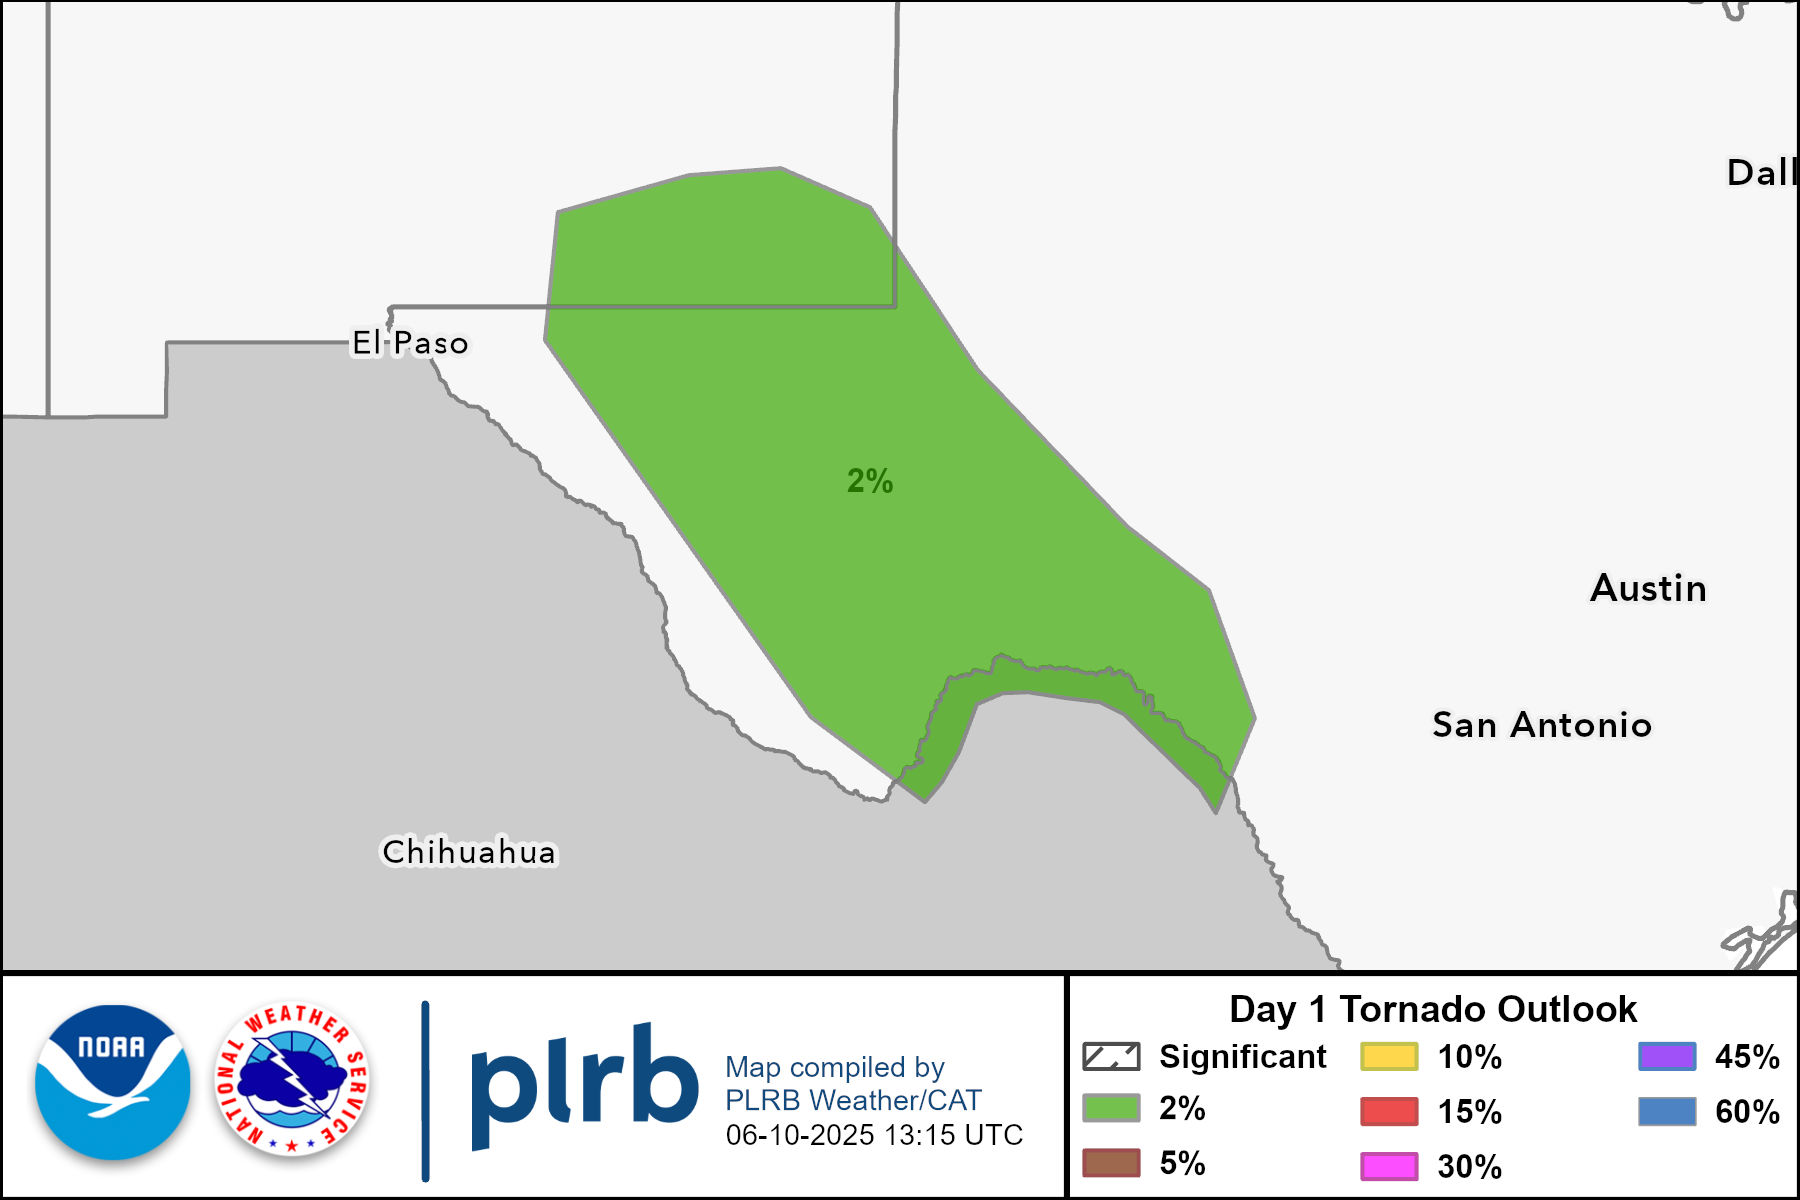 Dall
El Paso
2%
Austin
San Antonio
Chihuahua
NOAA
NATIONAL WEATHER SERVICE
plrb
Map compiled by
PLRB Weather/CAT
06-10-2025 13:15 UTC
Day 1 Tornado Outlook
Significant
2%
5%
10%
15%
30%
45%
60%